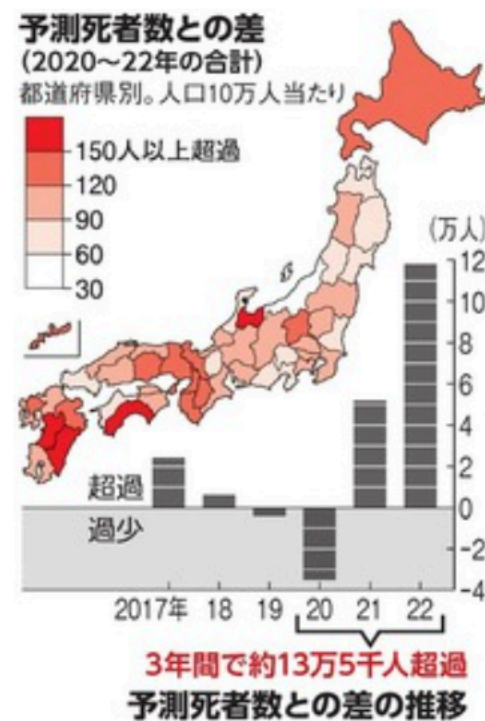 予測死者数との差
(2020～22年の合計)
都道府県別。人口10万人当たり
150人以上超過
120
90
60
30
(万人)
12
10
8
6
4
2
0
-2
-4
超過
過少
2017年 18 19 20 21 22
3年間で約13万5千人超過
予測死者数との差の推移